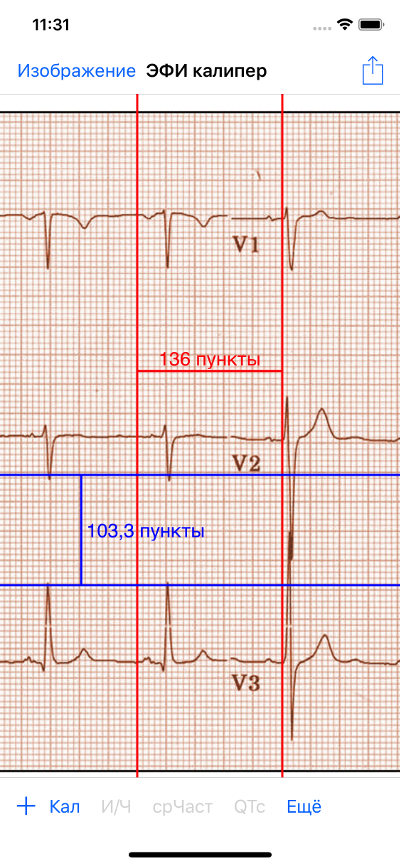 11:31
Изображение ЭФИ калипер
V1
136 пункты
V2
103,3 пункты
V3
+ Кал И/Ч срЧаст QTc Ещё